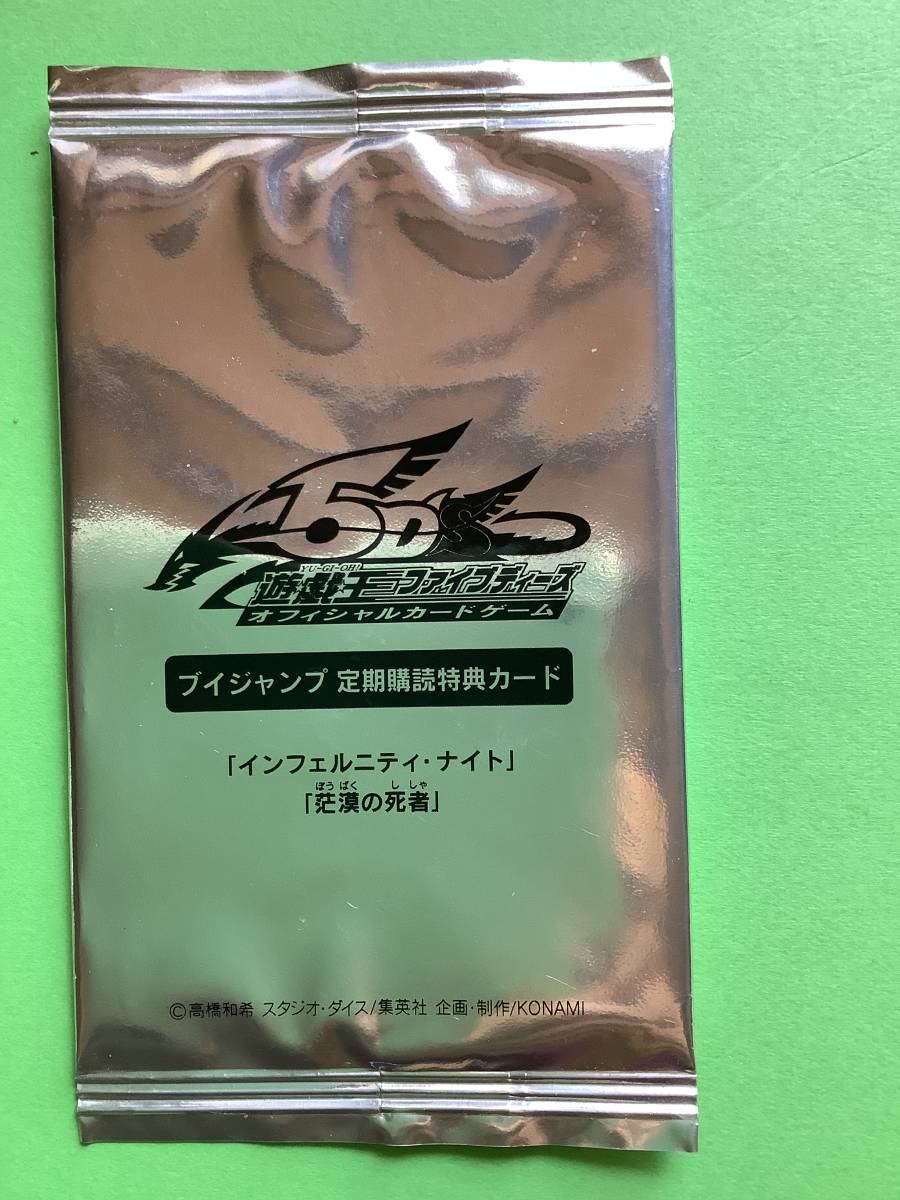 5D's
YU-GI-OH!
遊☆戯☆王ファイブディーズ
オフィシャルカードゲーム
ブイジャンプ 定期購読特典カード
「インフェルニティ・ナイト」
ぼうばく ししゃ
「茫漠の死者」
©高橋和希 スタジオ・ダイス/集英社 企画・制作/KONAMI